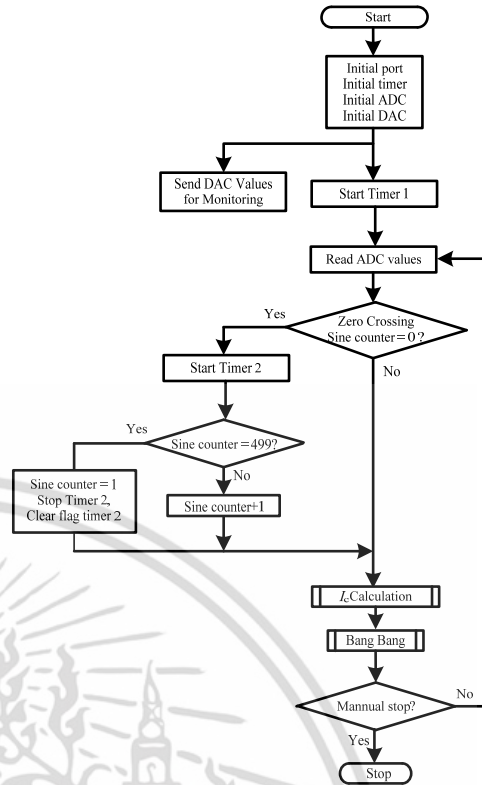 Start
Initial port
Initial timer
Initial ADC
Initial DAC
Send DAC Values
for Monitoring
Start Timer 1
Read ADC values
Zero Crossing
Sine counter=0?
Yes
No
Start Timer 2
Sine counter=499?
Yes
No
Sine counter=1
Stop Timer 2,
Clear flag timer 2
Sine counter+1
IcCalculation
Bang Bang
Mannual stop?
No
Yes
Stop